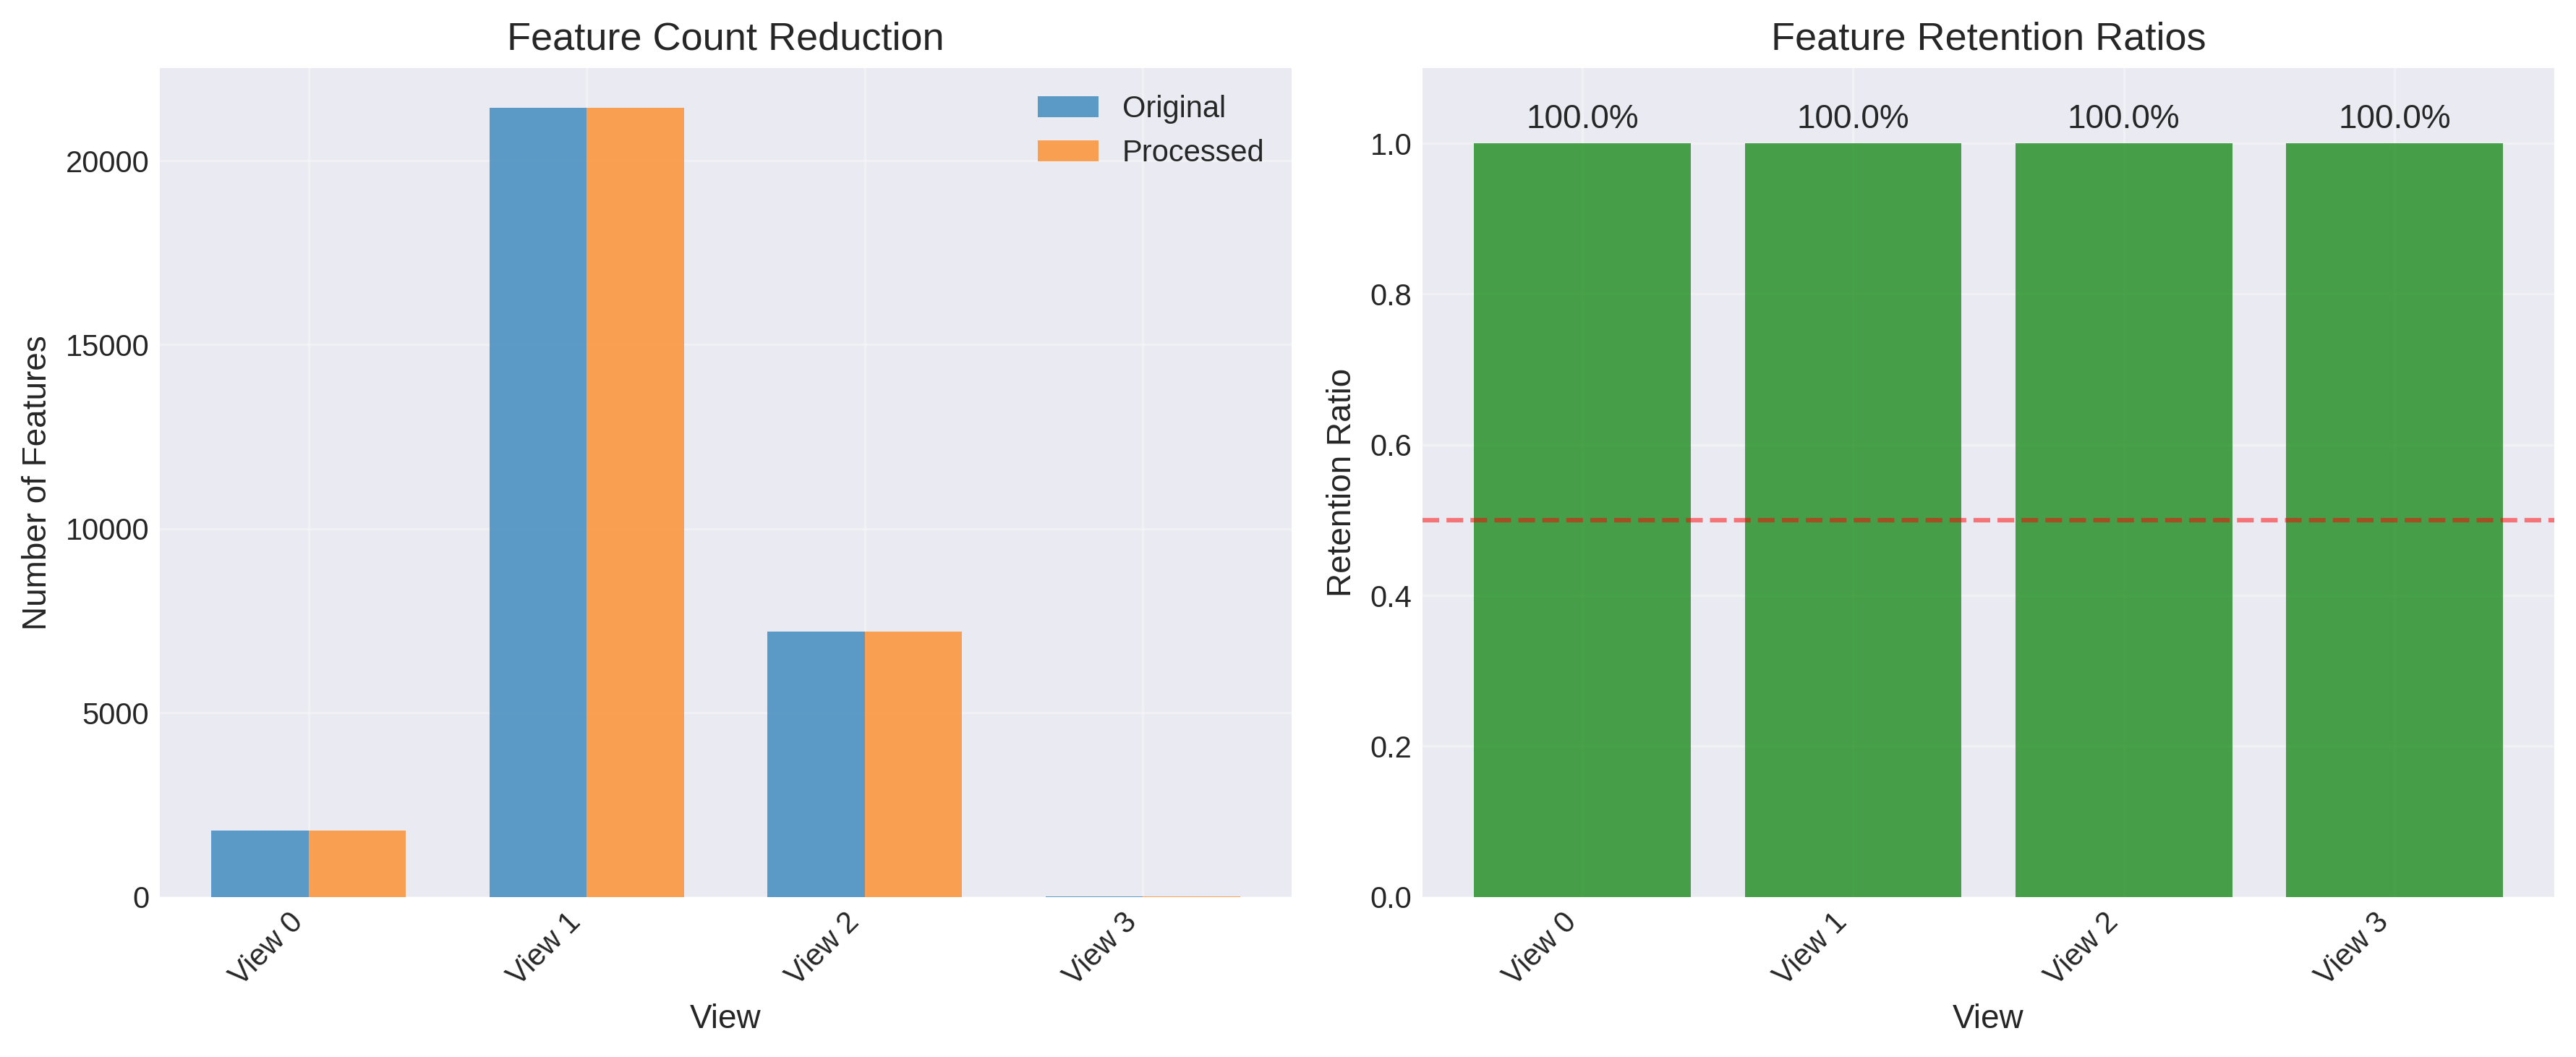 Feature Count Reduction
Number of Features
20000
15000
10000
5000
0
Original
Processed
View 0
View 1
View 2
View 3
View
Feature Retention Ratios
Retention Ratio
1.0
0.8
0.6
0.4
0.2
0.0
100.0%
100.0%
100.0%
100.0%
View 0
View 1
View 2
View 3
View